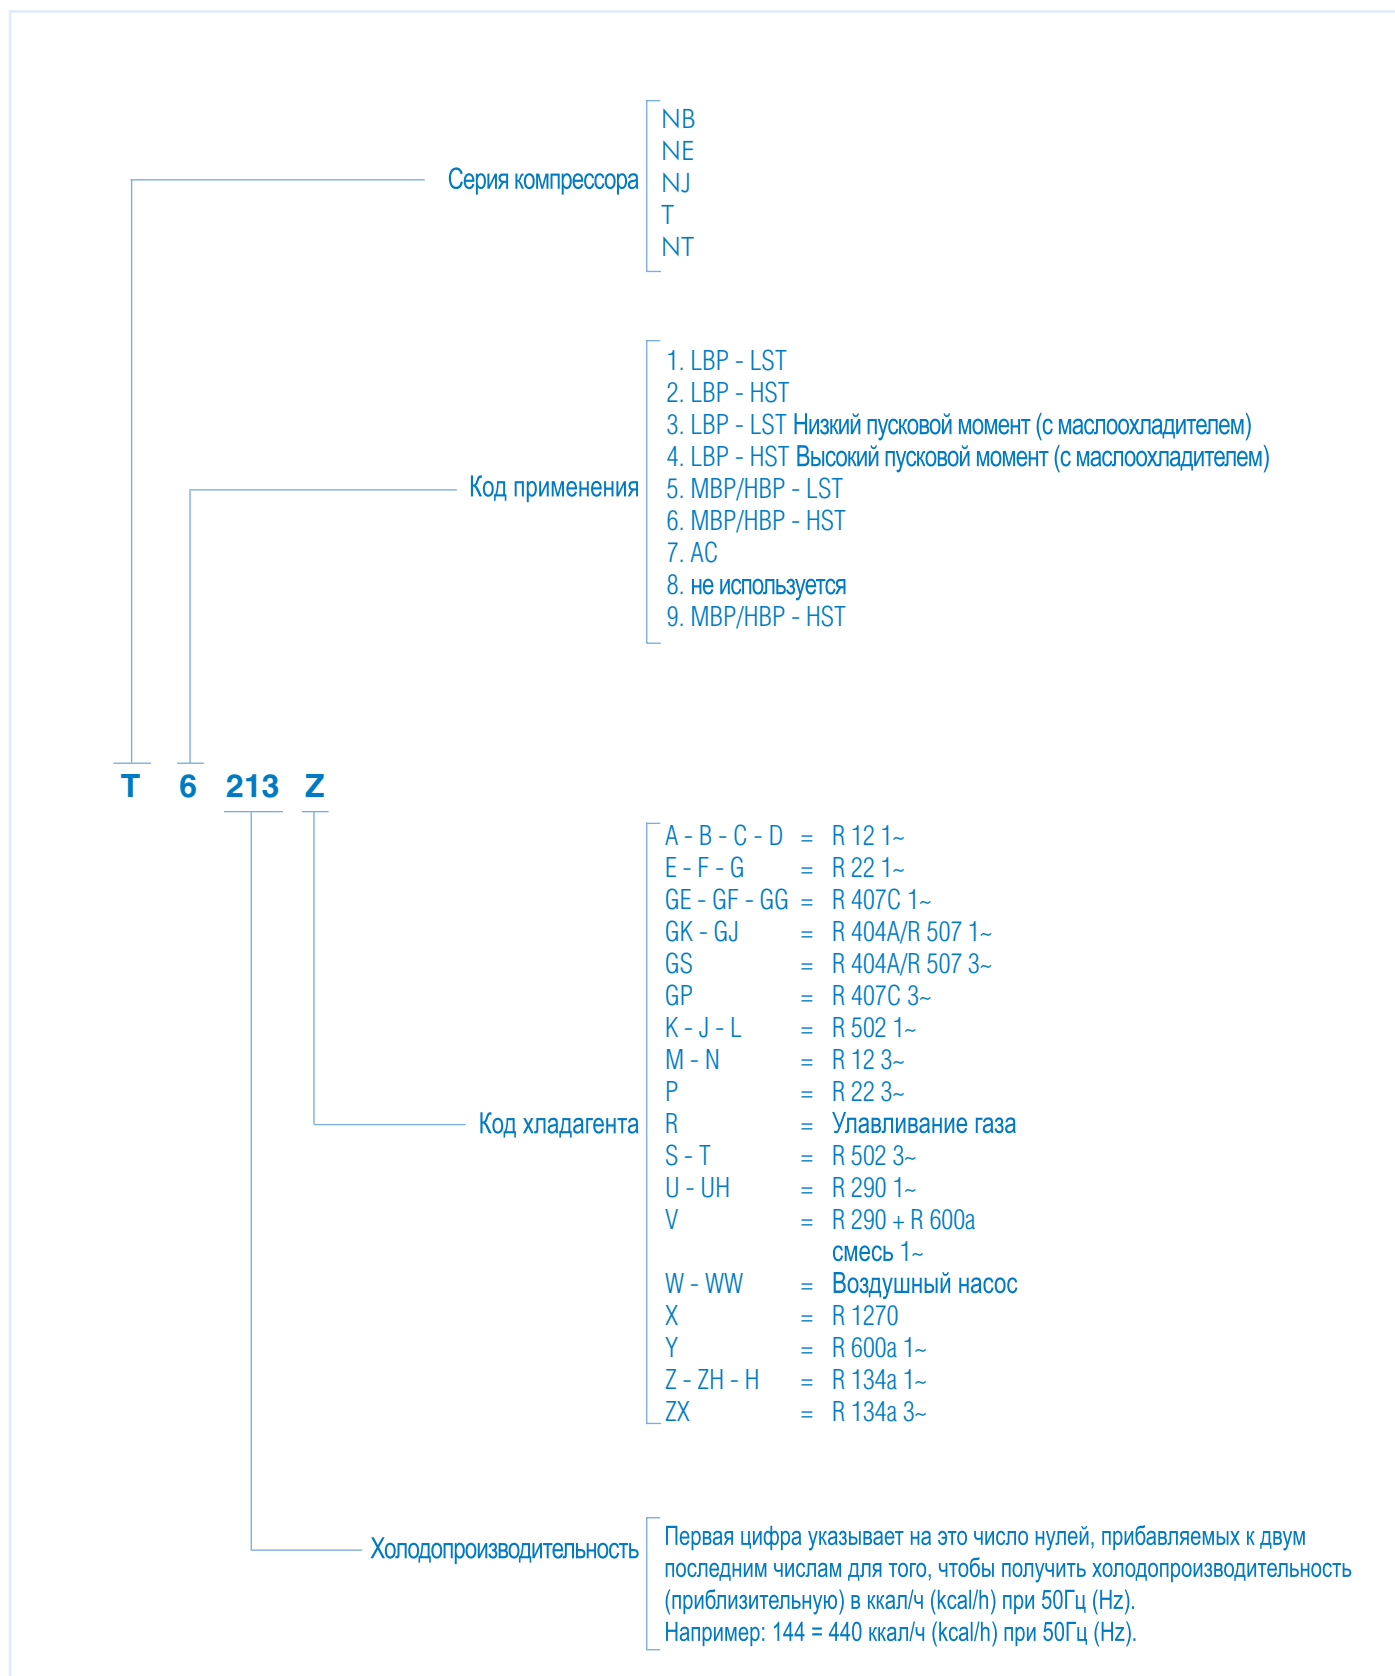 NB
NE
Серия компрессора NJ
T
NT
1. LBP - LST
2. LBP - HST
3. LBP - LST Низкий пусковой момент (с маслоохладителем)
4. LBP - HST Высокий пусковой момент (с маслоохладителем)
Код применения 5. MBP/HBP - LST
6. MBP/HBP - HST
7. AC
8. не используется
9. MBP/HBP - HST
T 6 213 Z
A - B - C - D = R 12 1~
E - F - G = R 22 1~
GE - GF - GG = R 407C 1~
GK - GJ = R 404A/R 507 1~
GS = R 404A/R 507 3~
GP = R 407C 3~
K - J - L = R 502 1~
M - N = R 12 3~
P = R 22 3~
Код хладагента R = Улавливание газа
S - T = R 502 3~
U - UH = R 290 1~
V = R 290 + R 600a
смесь 1~
W - WW = Воздушный насос
X = R 1270
Y = R 600a 1~
Z - ZH - H = R 134a 1~
ZX = R 134a 3~
Холодопроизводительность
Первая цифра указывает на это число нулей, прибавляемых к двум
последним числам для того, чтобы получить холодопроизводительность
(приблизительную) в ккал/ч (kcal/h) при 50Гц (Hz).
Например: 144 = 440 ккал/ч (kcal/h) при 50Гц (Hz).